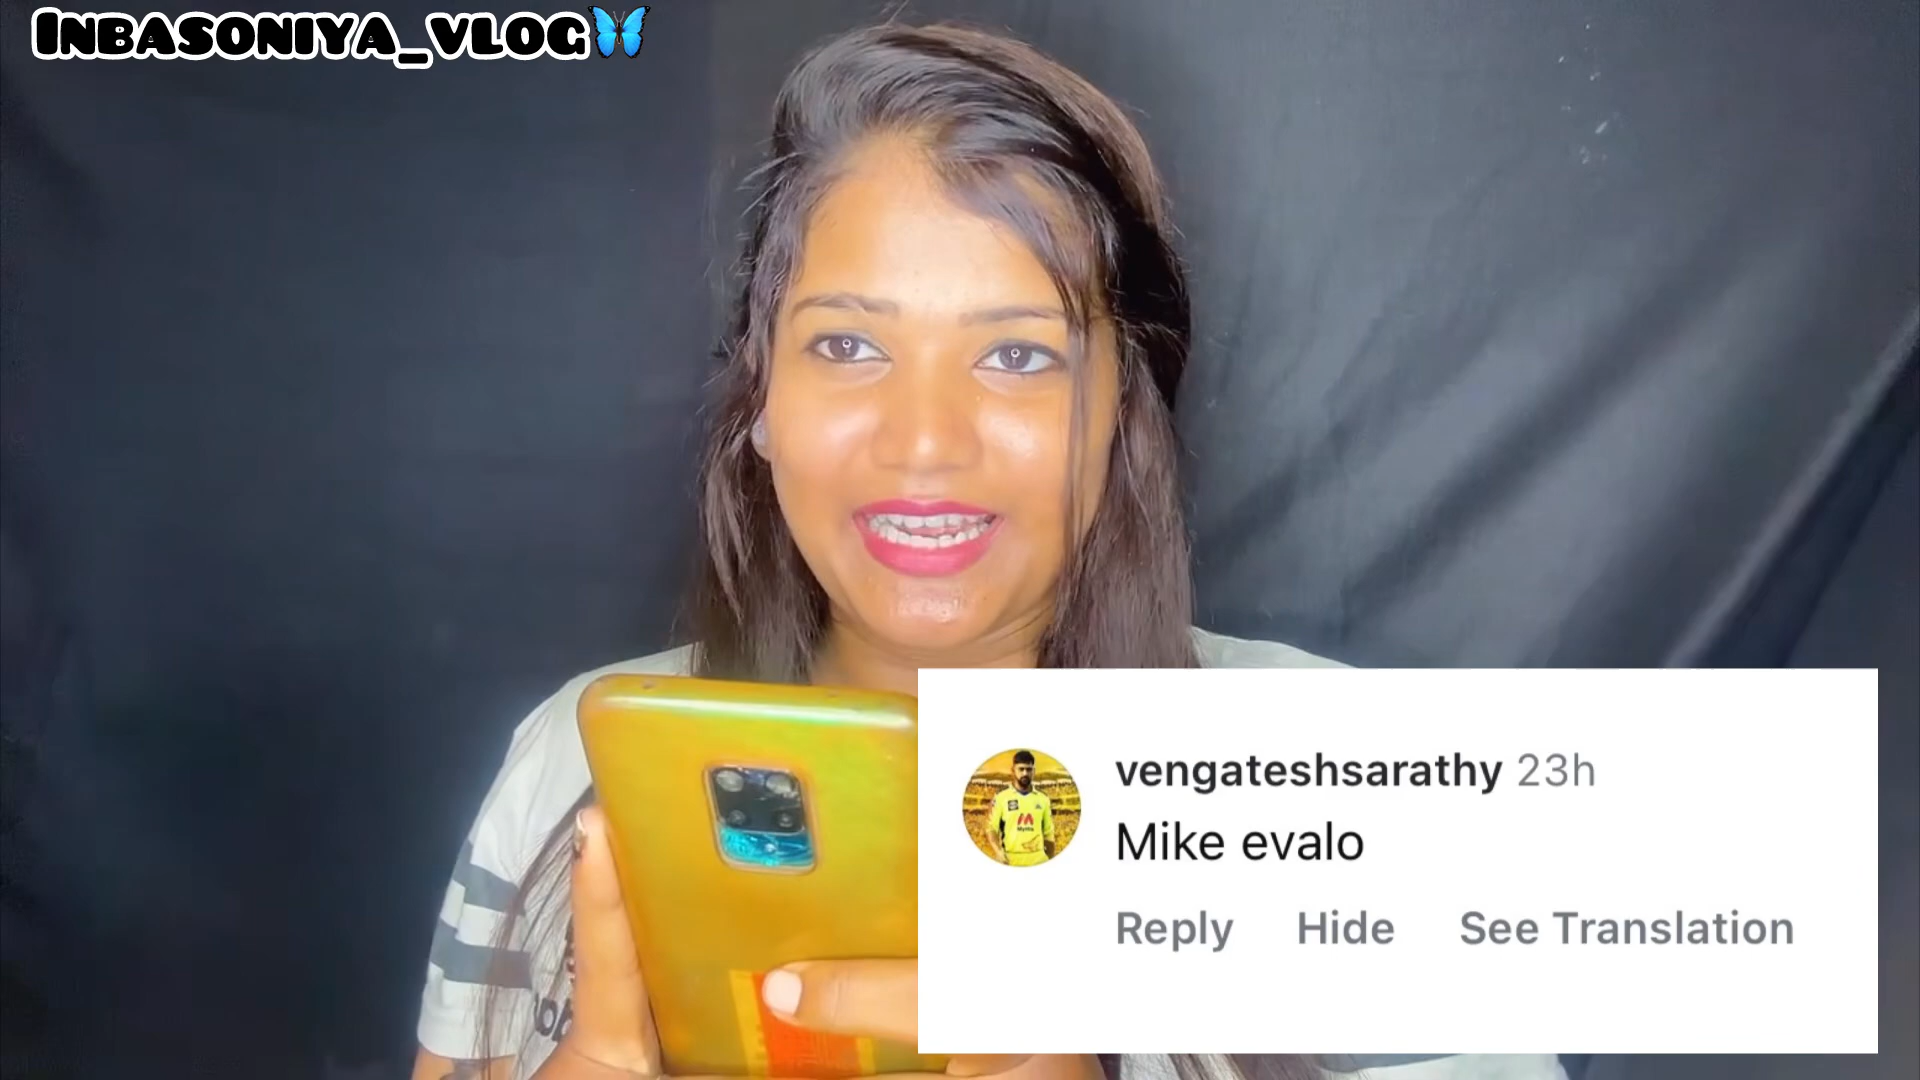 INBASONIYA_VLOG🦋
vengateshsarathy 23h
Mike evalo
Reply Hide See Translation